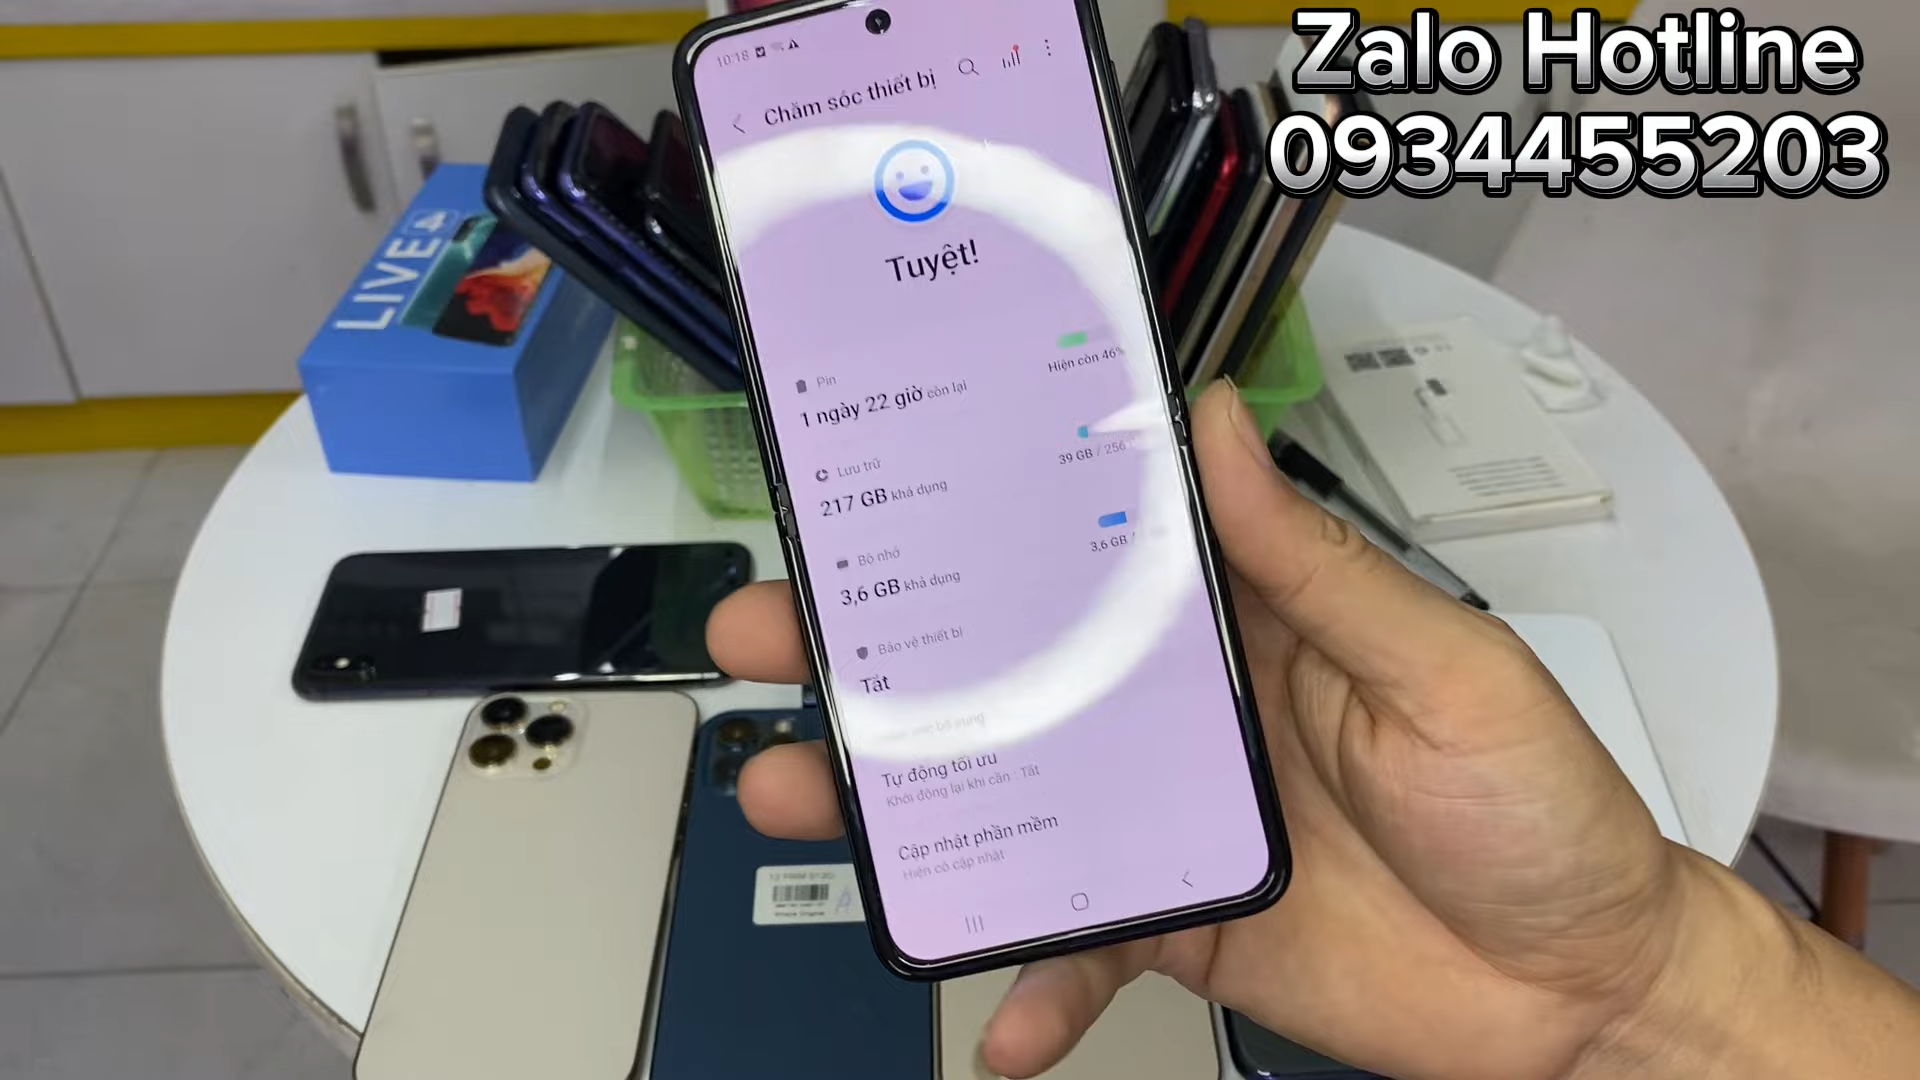 Zalo Hotline
0934455203
10:18
Chăm sóc thiết bị
Tuyệt!
Pin
1 ngày 22 giờ còn lại
Hiện còn 46%
Lưu trữ
217 GB khả dụng
39 GB / 256
Bộ nhớ
3,6 GB khả dụng
3,6 GB /
Bảo vệ thiết bị
Tắt
Tự động tối ưu
Khởi động lại khi cần : Tắt
Cập nhật phần mềm
Hiện có cập nhật
LIVE 4